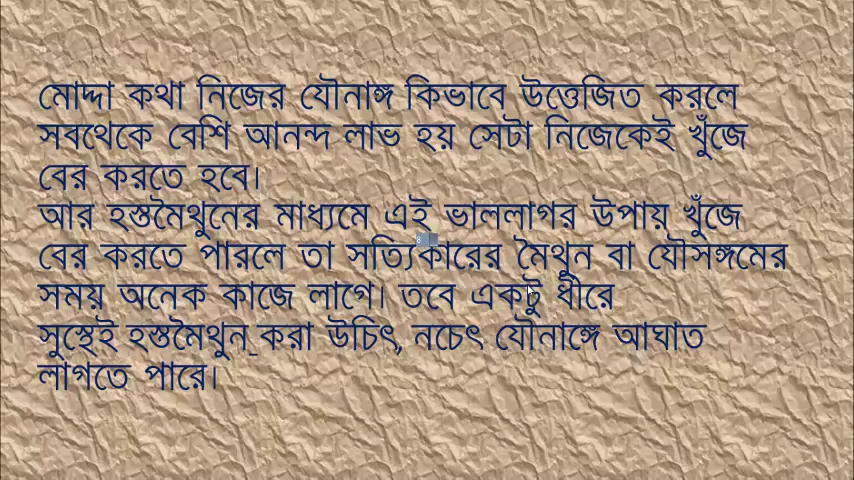 মোদ্দা কথা নিজের যৌনাঙ্গ কিভাবে উত্তেজিত করলে
সবথেকে বেশি আনন্দ লাভ হয় সেটা নিজেকেই খুঁজে
বের করতে হবে।
আর হস্তমৈথুনের মাধ্যমে এই ভাললাগর উপায় খুঁজে
বের করতে পারলে তা সত্যিকারের মৈথুন বা যৌসঙ্গমের
সময় অনেক কাজে লাগে। তবে একটু ধীরে
সুস্থেই হস্তমৈথুন করা উচিৎ, নচেৎ যৌনাঙ্গে আঘাত
লাগতে পারে।